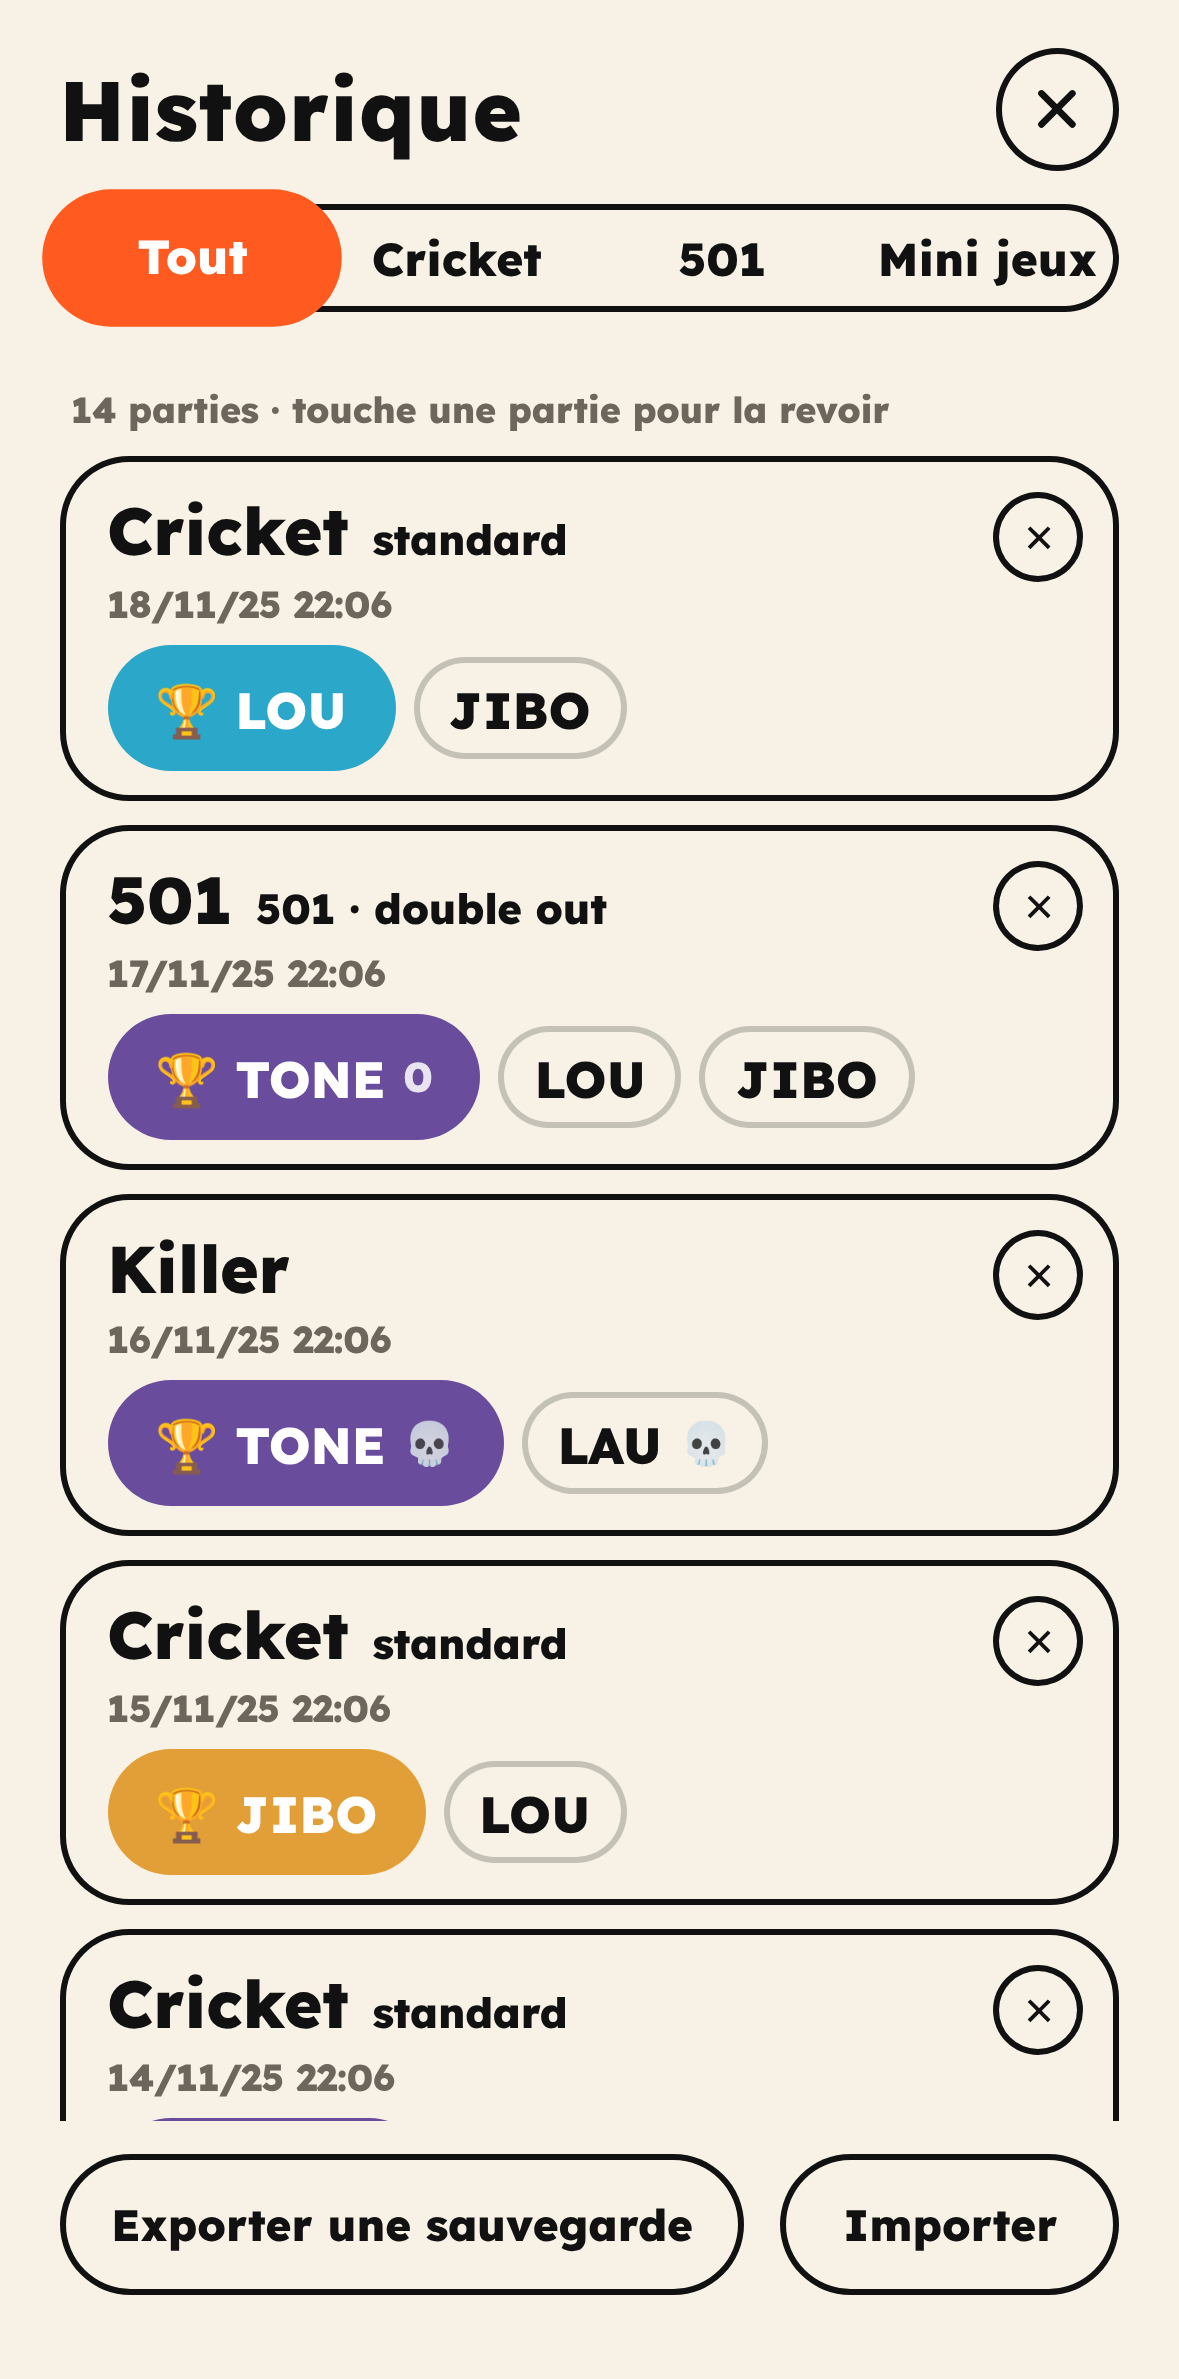 Historique
Tout Cricket 501 Mini jeux
14 parties · touche une partie pour la revoir
Cricket standard
18/11/25 22:06
🏆 LOU JIBO
501 501 · double out
17/11/25 22:06
🏆 TONE 0 LOU JIBO
Killer
16/11/25 22:06
🏆 TONE 💀 LAU 💀
Cricket standard
15/11/25 22:06
🏆 JIBO LOU
Cricket standard
14/11/25 22:06
Exporter une sauvegarde Importer